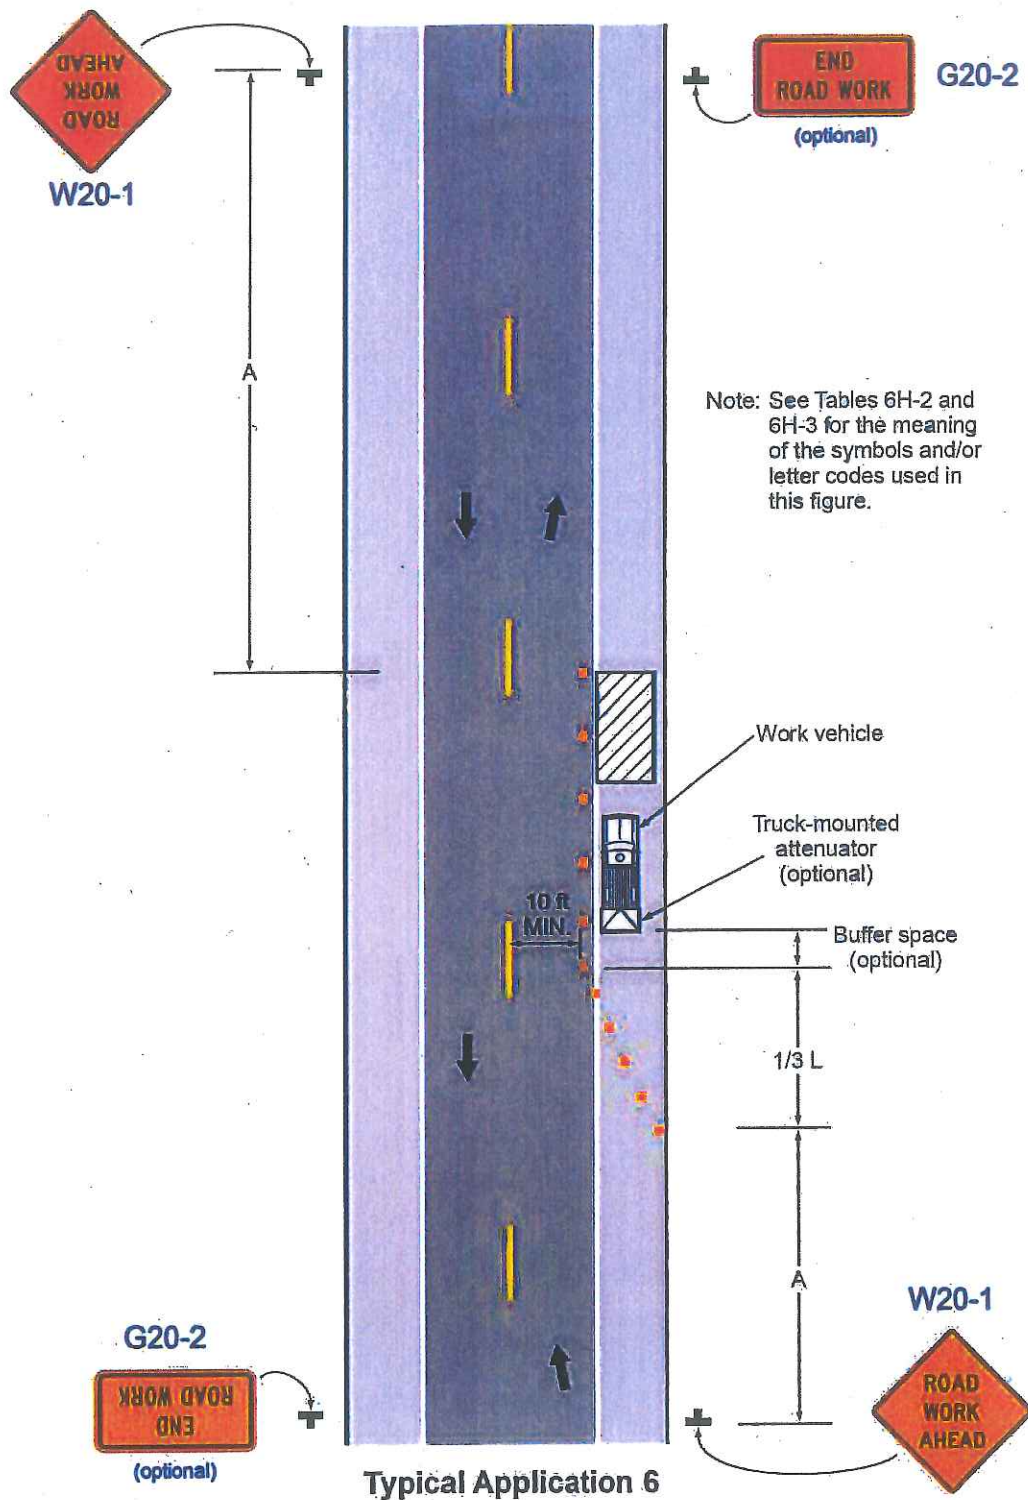 ROAD
WORK
AHEAD
W20-1
END
ROAD WORK
(optional)
G20-2
A
Note: See Tables 6H-2 and
6H-3 for the meaning
of the symbols and/or
letter codes used in
this figure.
Work vehicle
Truck-mounted
attenuator
(optional)
10 ft
MIN.
Buffer space
(optional)
1/3 L
A
W20-1
ROAD
WORK
AHEAD
G20-2
END
ROAD WORK
(optional)
Typical Application 6